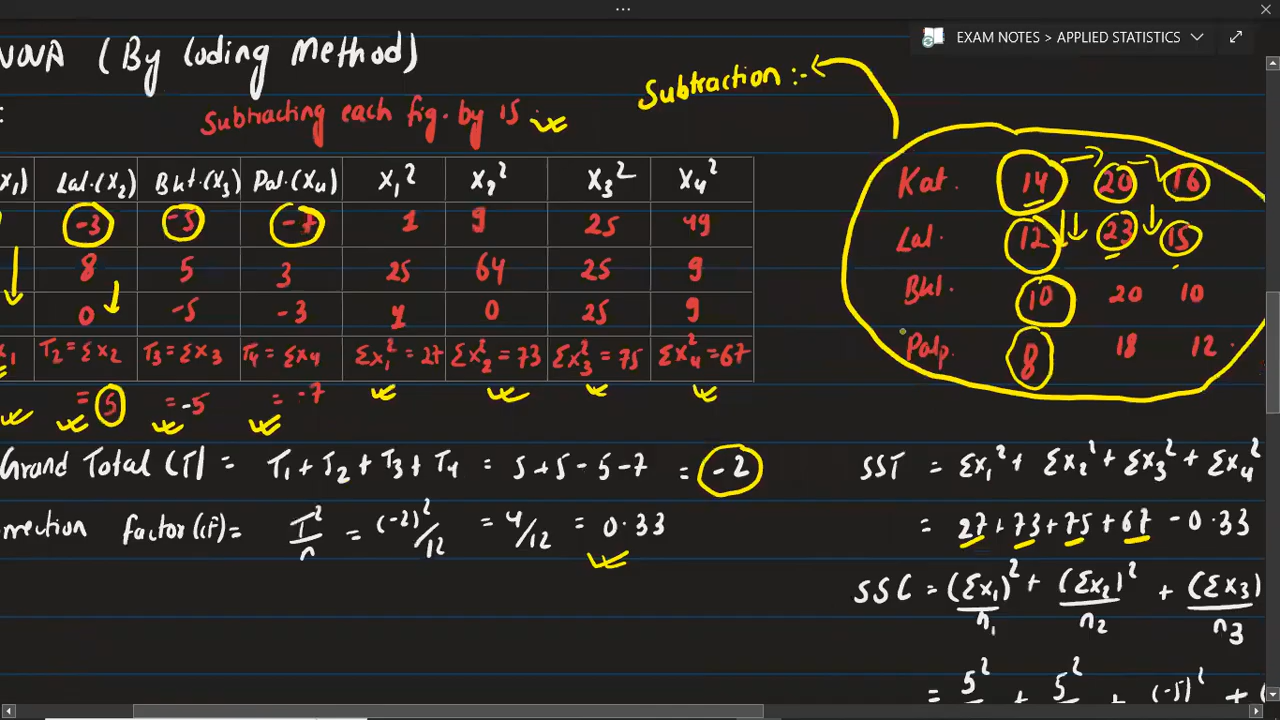 EXAM NOTES > APPLIED STATISTICS
(By Coding Method)
Subtraction :-
Subtracting each fig. by 15
Lal.(X2) Bkt.(X3) Pat.(X4) X1² X2² X3² X4²
-3 -5 -7 1 9 25 49
8 5 3 25 64 25 9
0 -5 -3 1 0 25 9
T2=Σx2 T3=Σx3 T4=Σx4 Σx1²=27 Σx2²=73 Σx3²=75 Σx4²=67
=5 =-5 = -7
Kat. 14 20 16
Lal. 12 23 15
Bkt. 10 20 10
Patp. 8 18 12
Grand Total (T) = T1+T2+T3+T4 = 5+5-5-7 = -2
rrection factor(CF)= T²/n = (-2)²/12 = 4/12 = 0.33
SST = Σx1²+ Σx2²+Σx3²+Σx4²
= 27+73+75+67-0.33
SSC = (Σx1)²/n1 + (Σx2)²/n2 + (Σx3)/n3
= 5² + 5² + (-5)² +